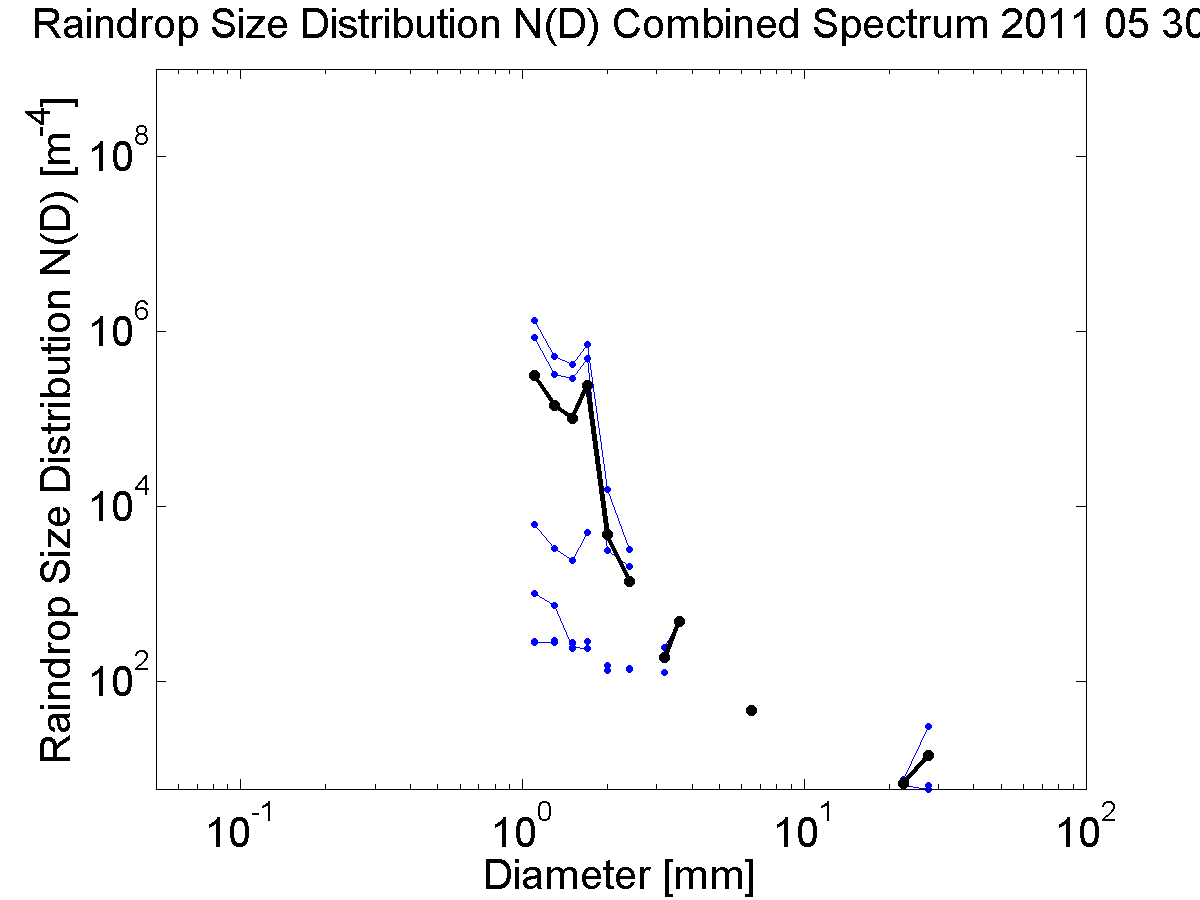 Raindrop Size Distribution N(D) Combined Spectrum 2011 05 30
Raindrop Size Distribution N(D) [m^-4]
10^8
10^6
10^4
10^2
10^-1 10^0 10^1 10^2
Diameter [mm]